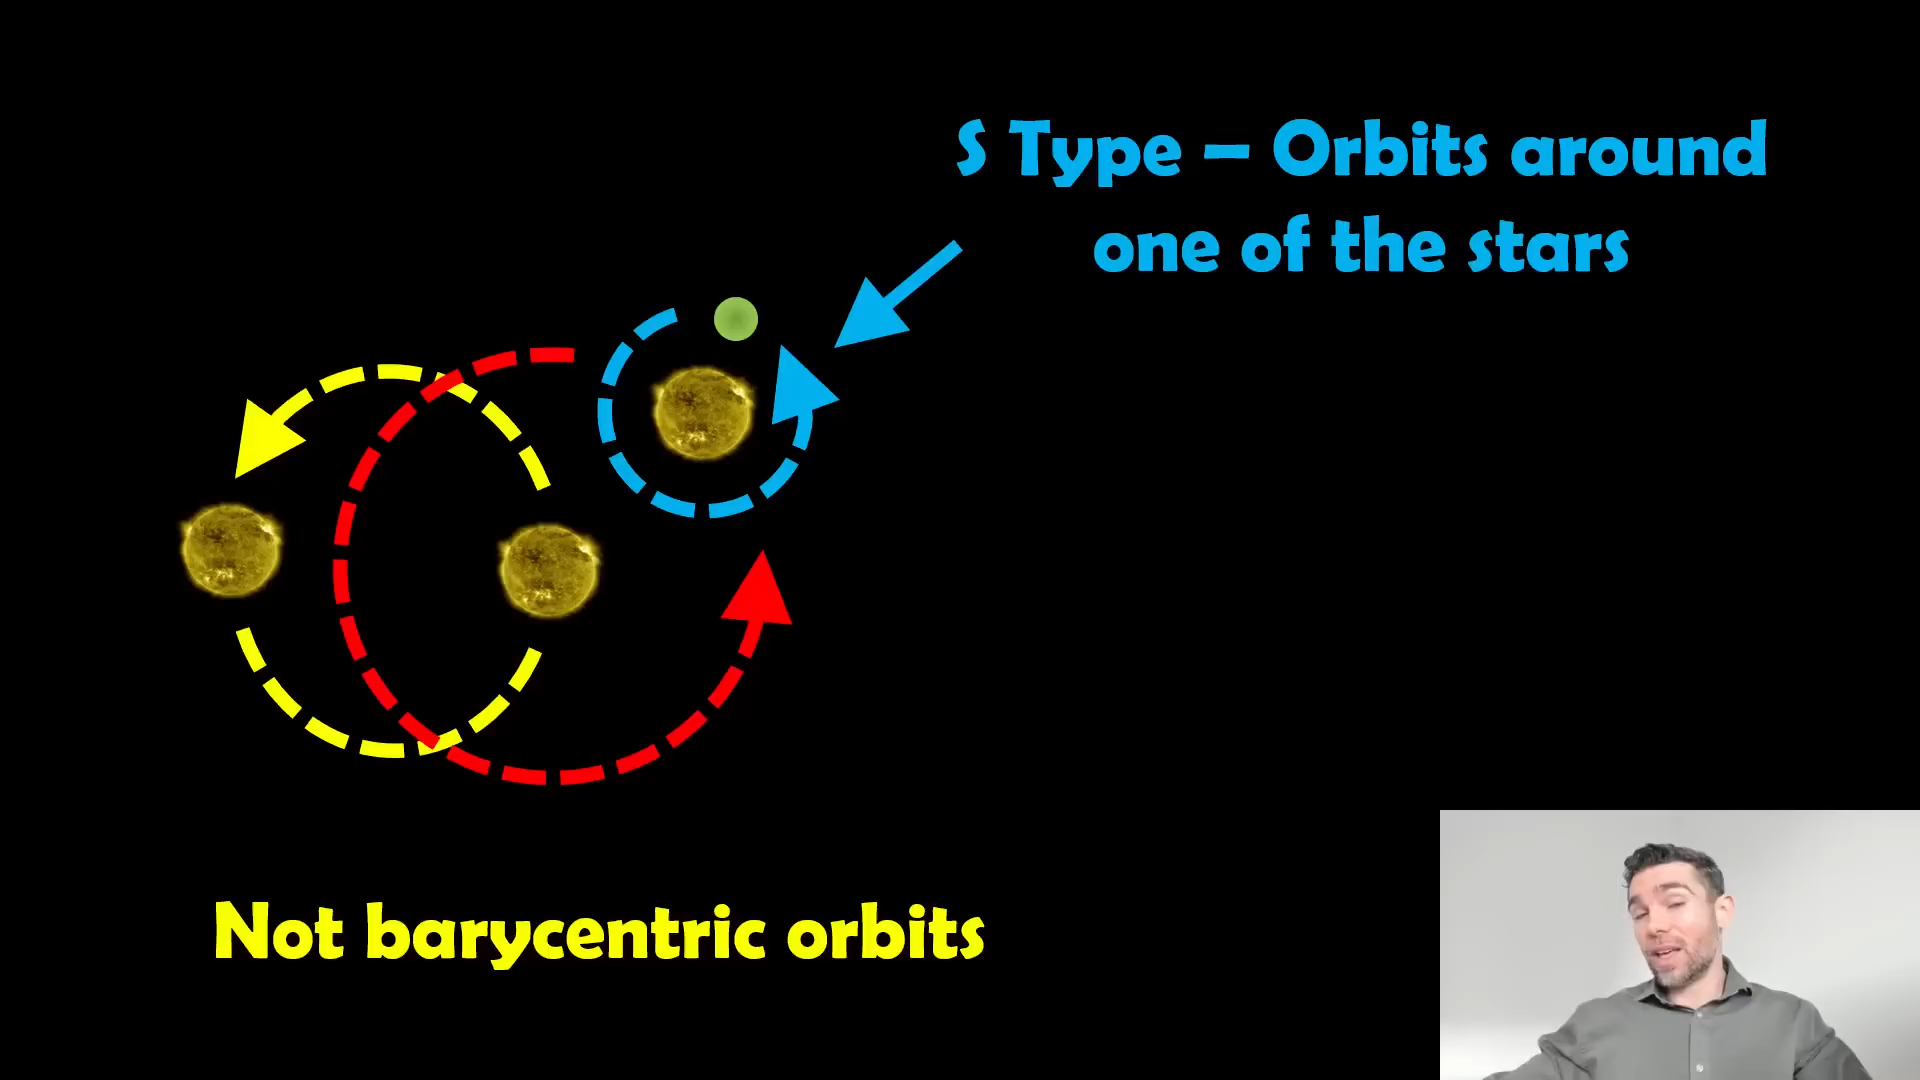 S Type – Orbits around
one of the stars
Not barycentric orbits